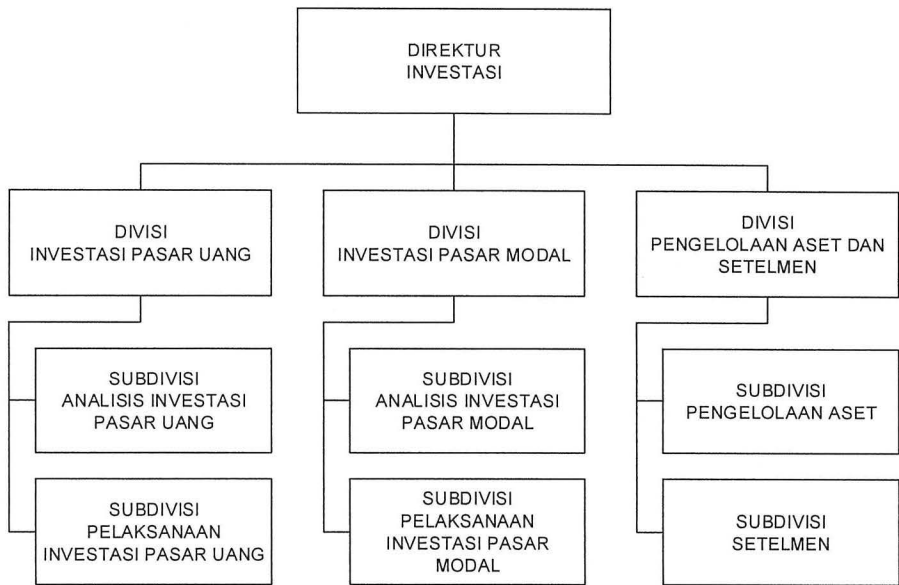 DIREKTUR
INVESTASI
DIVISI
INVESTASI PASAR UANG
DIVISI
INVESTASI PASAR MODAL
DIVISI
PENGELOLAAN ASET DAN
SETELMEN
SUBDIVISI
ANALISIS INVESTASI
PASAR UANG
SUBDIVISI
ANALISIS INVESTASI
PASAR MODAL
SUBDIVISI
PENGELOLAAN ASET
SUBDIVISI
PELAKSANAAN
INVESTASI PASAR UANG
SUBDIVISI
PELAKSANAAN
INVESTASI PASAR
MODAL
SUBDIVISI
SETELMEN